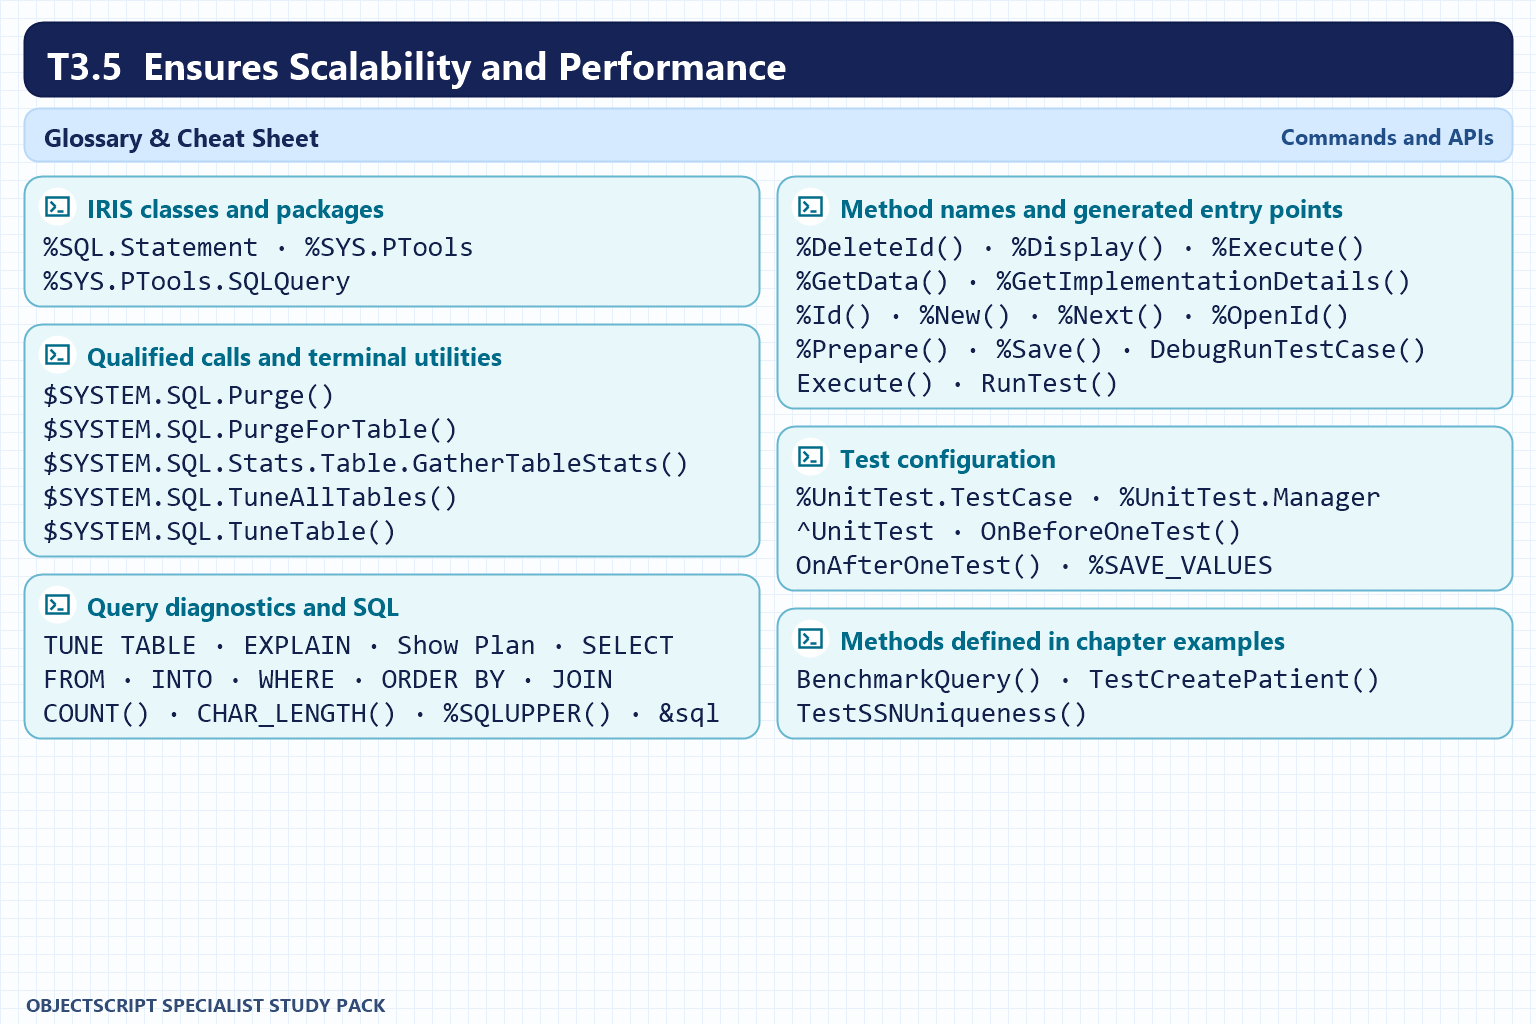 T3.5 Ensures Scalability and Performance
Glossary & Cheat Sheet
Commands and APIs
IRIS classes and packages
%SQL.Statement · %SYS.PTools
%SYS.PTools.SQLQuery
Qualified calls and terminal utilities
$SYSTEM.SQL.Purge()
$SYSTEM.SQL.PurgeForTable()
$SYSTEM.SQL.Stats.Table.GatherTableStats()
$SYSTEM.SQL.TuneAllTables()
$SYSTEM.SQL.TuneTable()
Query diagnostics and SQL
TUNE TABLE · EXPLAIN · Show Plan · SELECT
FROM · INTO · WHERE · ORDER BY · JOIN
COUNT() · CHAR_LENGTH() · %SQLUPPER() · &sql
Method names and generated entry points
%DeleteId() · %Display() · %Execute()
%GetData() · %GetImplementationDetails()
%Id() · %New() · %Next() · %OpenId()
%Prepare() · %Save() · DebugRunTestCase()
Execute() · RunTest()
Test configuration
%UnitTest.TestCase · %UnitTest.Manager
^UnitTest · OnBeforeOneTest()
OnAfterOneTest() · %SAVE_VALUES
Methods defined in chapter examples
BenchmarkQuery() · TestCreatePatient()
TestSSNUniqueness()
OBJECTSCRIPT SPECIALIST STUDY PACK